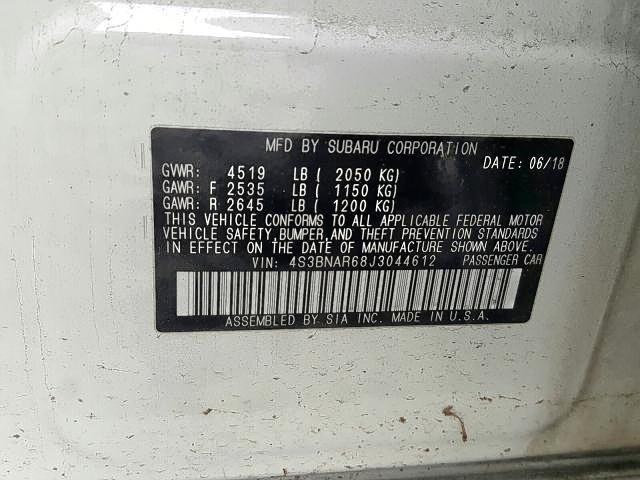 MFD BY SUBARU CORPORATION
DATE: 06/18
GVWR: 4519 LB ( 2050 KG)
GAWR: F 2535 LB ( 1150 KG)
GAWR: R 2645 LB ( 1200 KG)
THIS VEHICLE CONFORMS TO ALL APPLICABLE FEDERAL MOTOR
VEHICLE SAFETY, BUMPER, AND THEFT PREVENTION STANDARDS
IN EFFECT ON THE DATE OF MANUFACTURE SHOWN ABOVE.
VIN: 4S3BNAR68J3044612 PASSENGER CAR
ASSEMBLED BY SIA INC. MADE IN U.S.A.